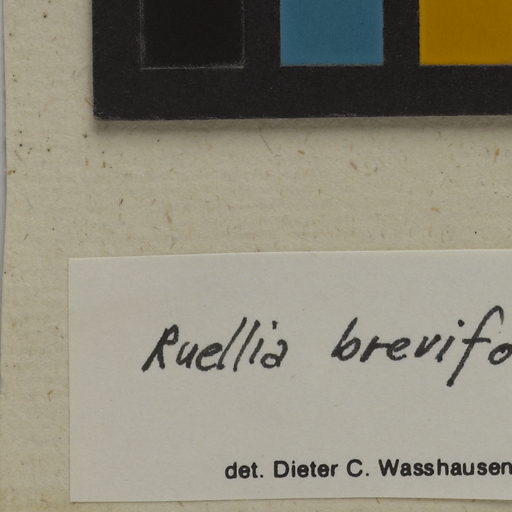 Ruellia brevifo
det. Dieter C. Wasshausen